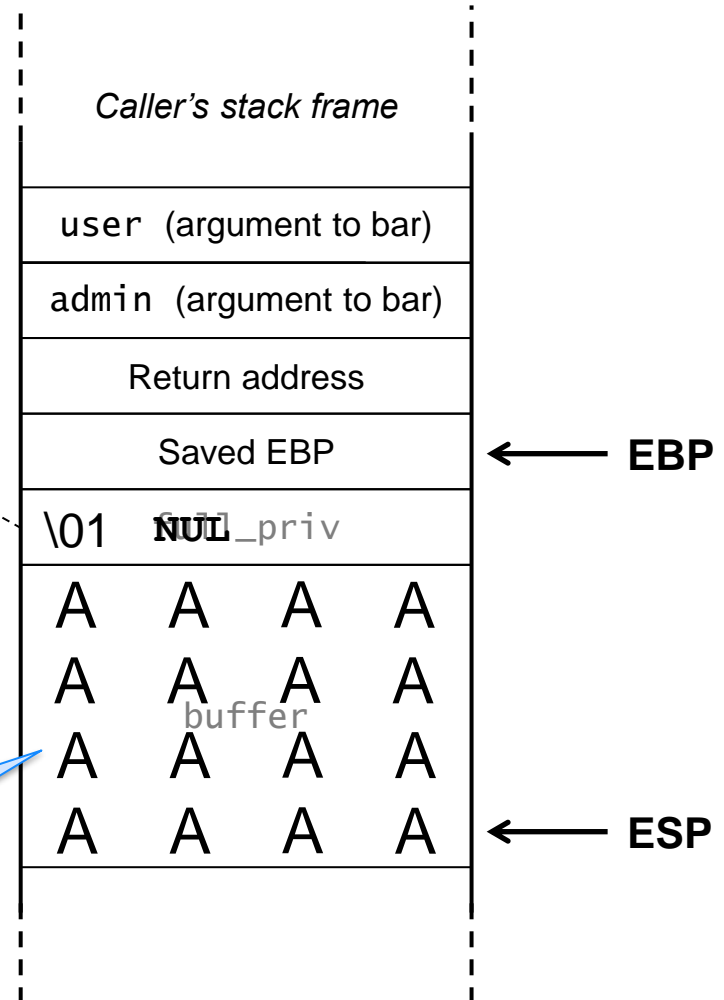 Caller's stack frame
user (argument to bar)
admin (argument to bar)
Return address
Saved EBP
EBP
\01 NUL full_priv
A A A A
A A A A
buffer
A A A A
A A A A
ESP